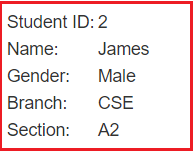 Student ID: 2
Name: James
Gender: Male
Branch: CSE
Section: A2